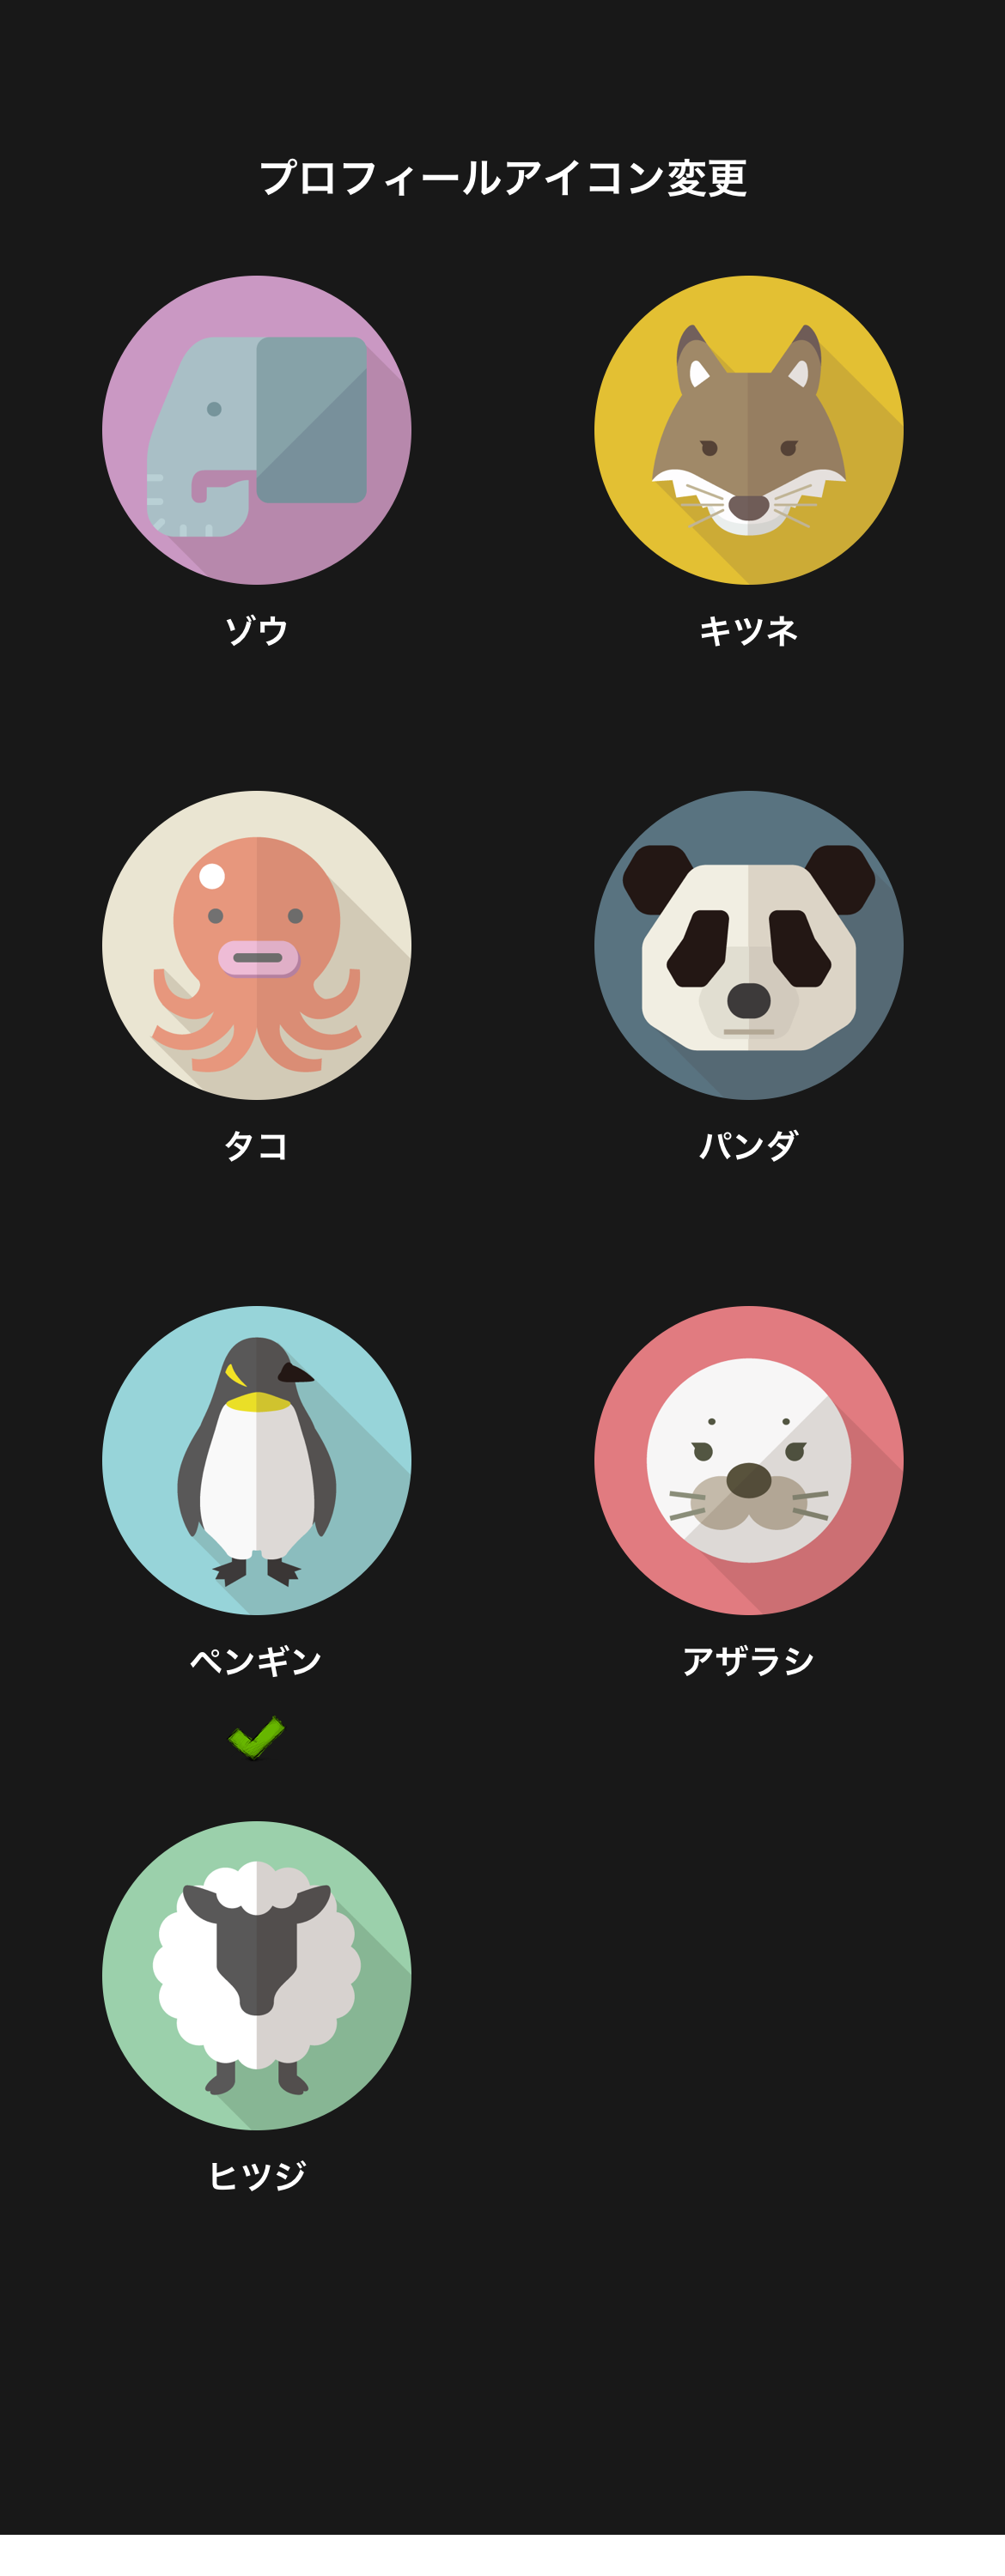 プロフィールアイコン変更
ゾウ
キツネ
タコ
パンダ
ペンギン
アザラシ
ヒツジ